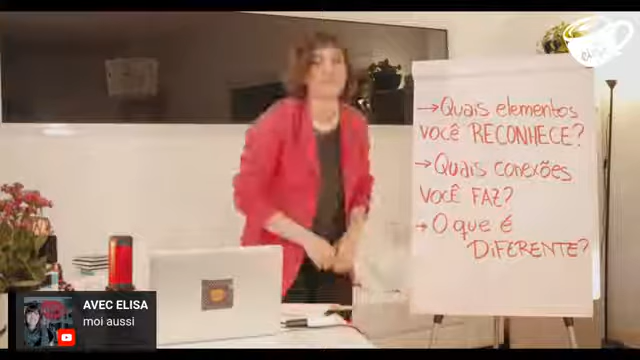 →Quais elementos
você RECONHECE?
→Quais conexões
VOCÊ FAZ?
→O que é
DiFERENTE?
AVEC ELISA
moi aussi